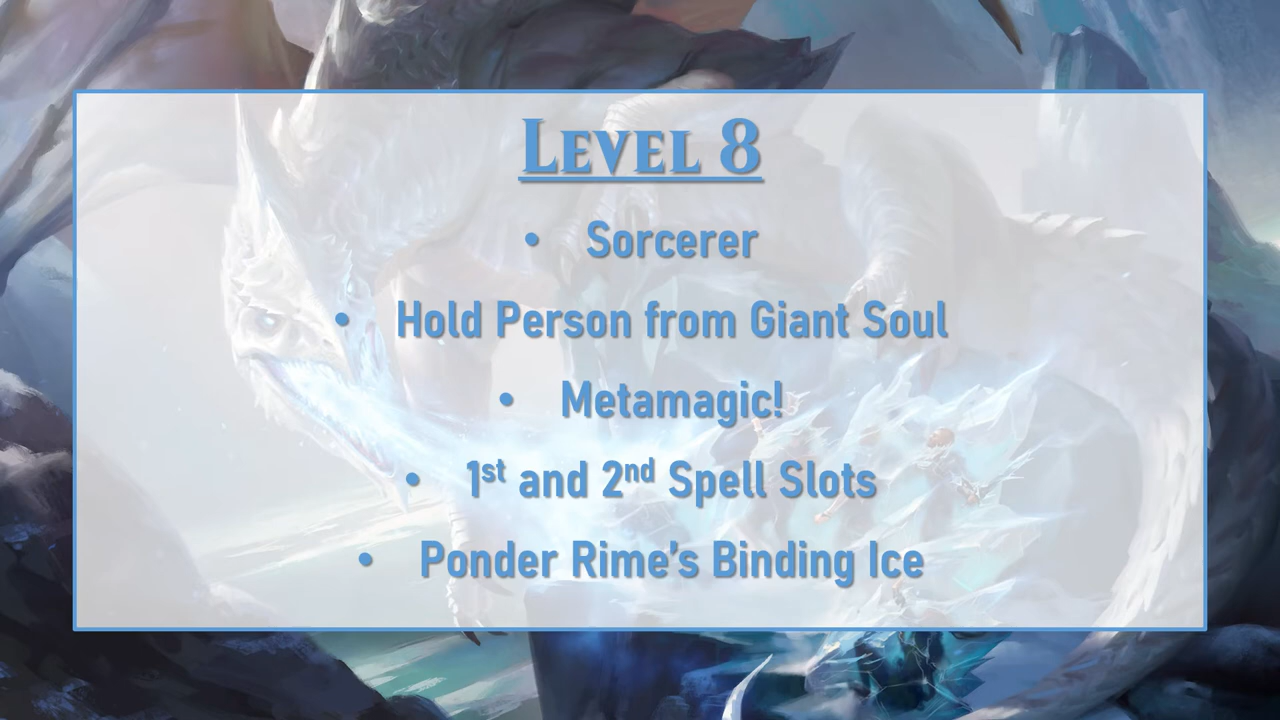 Level 8
• Sorcerer
• Hold Person from Giant Soul
• Metamagic!
• 1st and 2nd Spell Slots
• Ponder Rime's Binding Ice